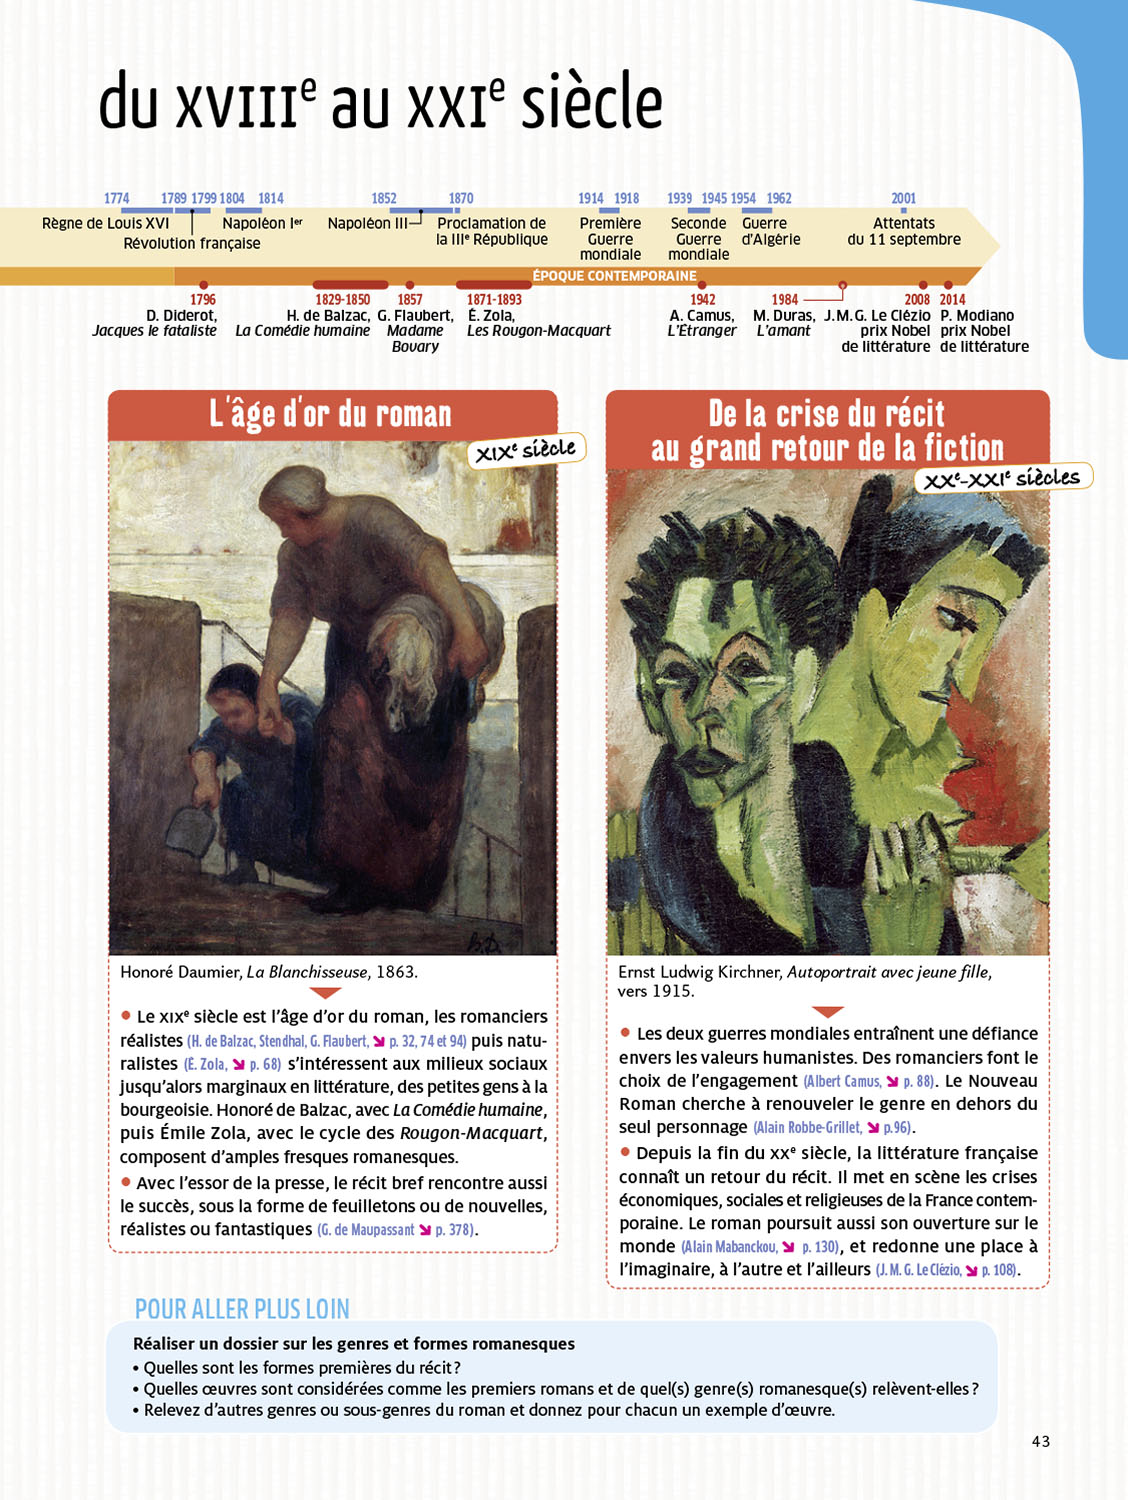 du XVIIIe au XXIe siècle
1774 1789 1799 1804 1814 1852 1870 1914 1918 1939 1945 1954 1962 2001
Règne de Louis XVI
Révolution française
Napoléon Ier
Napoléon III
Proclamation de
la IIIe République
Première
Guerre
mondiale
Seconde
Guerre
mondiale
Guerre
d'Algérie
Attentats
du 11 septembre
ÉPOQUE CONTEMPORAINE
1796
D. Diderot,
Jacques le fataliste
1829-1850
H. de Balzac,
La Comédie humaine
1857
G. Flaubert,
Madame
Bovary
1871-1893
É. Zola,
Les Rougon-Macquart
1942
A. Camus,
L'Étranger
1984
M. Duras,
L'amant
2008
J.M.G. Le Clézio
prix Nobel
de littérature
2014
P. Modiano
prix Nobel
de littérature
L'âge d'or du roman
XIXe siècle
B.D.
Honoré Daumier, La Blanchisseuse, 1863.
• Le XIXe siècle est l'âge d'or du roman, les romanciers
réalistes (H. de Balzac, Stendhal, G. Flaubert, ➘ p. 32, 74 et 94) puis natu-
ralistes (É. Zola, ➘ p. 68) s'intéressent aux milieux sociaux
jusqu'alors marginaux en littérature, des petites gens à la
bourgeoisie. Honoré de Balzac, avec La Comédie humaine,
puis Émile Zola, avec le cycle des Rougon-Macquart,
composent d'amples fresques romanesques.
• Avec l'essor de la presse, le récit bref rencontre aussi
le succès, sous la forme de feuilletons ou de nouvelles,
réalistes ou fantastiques (G. de Maupassant ➘ p. 378).
De la crise du récit
au grand retour de la fiction
XXe-XXIe siècles
Ernst Ludwig Kirchner, Autoportrait avec jeune fille,
vers 1915.
• Les deux guerres mondiales entraînent une défiance
envers les valeurs humanistes. Des romanciers font le
choix de l'engagement (Albert Camus, ➘ p. 88). Le Nouveau
Roman cherche à renouveler le genre en dehors du
seul personnage (Alain Robbe-Grillet, ➘ p.96).
• Depuis la fin du XXe siècle, la littérature française
connaît un retour du récit. Il met en scène les crises
économiques, sociales et religieuses de la France contem-
poraine. Le roman poursuit aussi son ouverture sur le
monde (Alain Mabanckou, ➘ p. 130), et redonne une place à
l'imaginaire, à l'autre et l'ailleurs (J. M. G. Le Clézio, ➘ p. 108).
POUR ALLER PLUS LOIN
Réaliser un dossier sur les genres et formes romanesques
• Quelles sont les formes premières du récit ?
• Quelles œuvres sont considérées comme les premiers romans et de quel(s) genre(s) romanesque(s) relèvent-elles ?
• Relevez d'autres genres ou sous-genres du roman et donnez pour chacun un exemple d'œuvre.
43